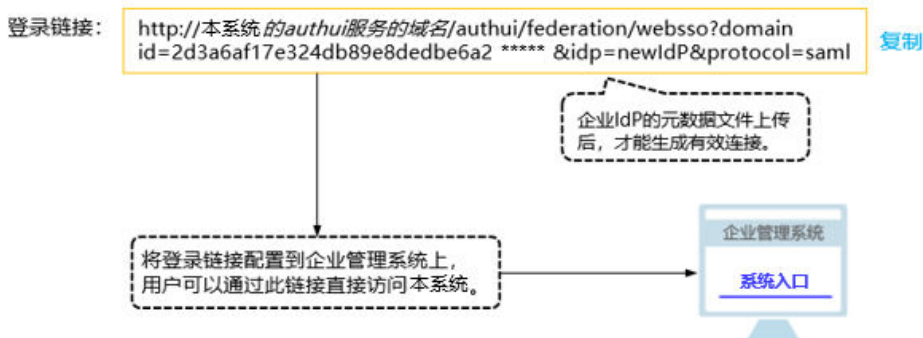 登录链接：
http://本系统的authui服务的域名/authui/federation/websso?domain
id=2d3a6af17e324db89e8dedbe6a2 ***** &idp=newIdP&protocol=saml
复制
企业IdP的元数据文件上传
后，才能生成有效连接。
将登录链接配置到企业管理系统上，
用户可以通过此链接直接访问本系统。
企业管理系统
系统入口